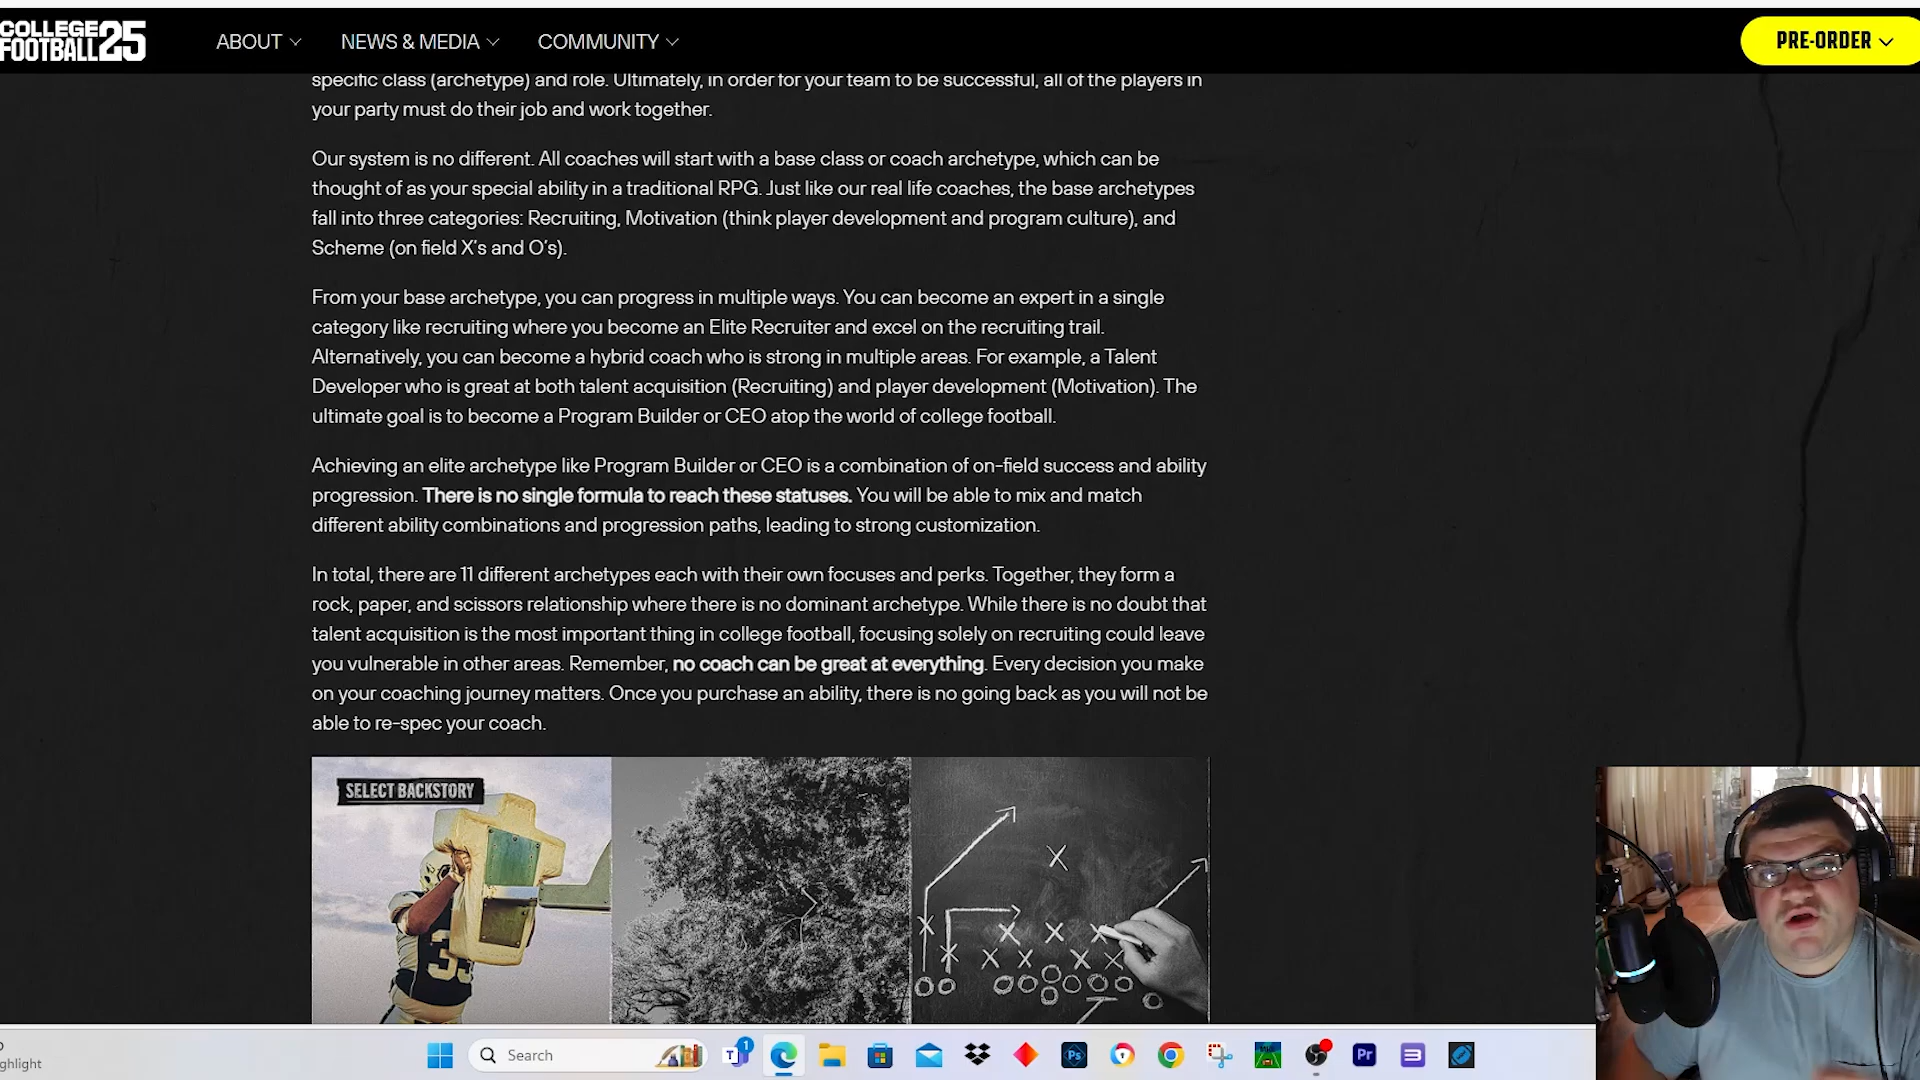 COLLEGE
FOOTBALL 25
ABOUT
NEWS & MEDIA
COMMUNITY
PRE-ORDER
specific class (archetype) and role. Ultimately, in order for your team to be successful, all of the players in
your party must do their job and work together.
Our system is no different. All coaches will start with a base class or coach archetype, which can be
thought of as your special ability in a traditional RPG. Just like our real life coaches, the base archetypes
fall into three categories: Recruiting, Motivation (think player development and program culture), and
Scheme (on field X's and O's).
From your base archetype, you can progress in multiple ways. You can become an expert in a single
category like recruiting where you become an Elite Recruiter and excel on the recruiting trail.
Alternatively, you can become a hybrid coach who is strong in multiple areas. For example, a Talent
Developer who is great at both talent acquisition (Recruiting) and player development (Motivation). The
ultimate goal is to become a Program Builder or CEO atop the world of college football.
Achieving an elite archetype like Program Builder or CEO is a combination of on-field success and ability
progression. There is no single formula to reach these statuses. You will be able to mix and match
different ability combinations and progression paths, leading to strong customization.
In total, there are 11 different archetypes each with their own focuses and perks. Together, they form a
rock, paper, and scissors relationship where there is no dominant archetype. While there is no doubt that
talent acquisition is the most important thing in college football, focusing solely on recruiting could leave
you vulnerable in other areas. Remember, no coach can be great at everything. Every decision you make
on your coaching journey matters. Once you purchase an ability, there is no going back as you will not be
able to re-spec your coach.
SELECT BACKSTORY
Search
1
Ps
Pr